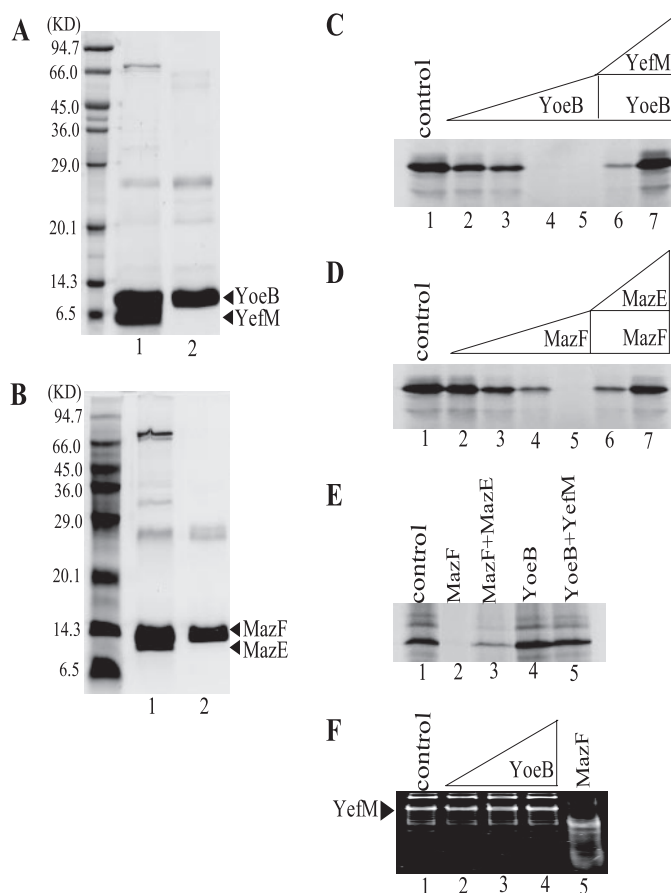 A
(KD)
94.7
66.0
45.0
36.0
29.0
20.1
14.3
6.5
YoeB
YefM
1 2
B
(KD)
94.7
66.0
45.0
36.0
29.0
20.1
14.3
6.5
MazF
MazE
1 2
C
control
YoeB
YefM
YoeB
1 2 3 4 5 6 7
D
control
MazF
MazE
MazF
1 2 3 4 5 6 7
E
control
MazF
MazF+MazE
YoeB
YoeB+YefM
1 2 3 4 5
F
control
YoeB
MazF
YefM
1 2 3 4 5